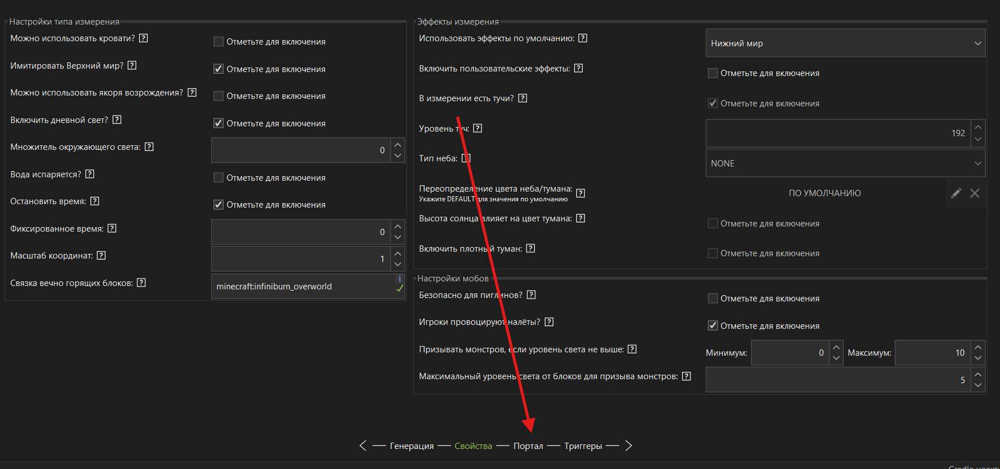 Настройки типа измерения
Можно использовать кровати? [?] Отметьте для включения
Имитировать Верхний мир? [?] Отметьте для включения
Можно использовать якоря возрождения? [?] Отметьте для включения
Включить дневной свет? [?] Отметьте для включения
Множитель окружающего света: [?] 0
Вода испаряется? [?] Отметьте для включения
Остановить время: [?] Отметьте для включения
Фиксированное время: [?] 0
Масштаб координат: [?] 1
Связка вечно горящих блоков: [?] minecraft:infiniburn_overworld i
Эффекты измерения
Использовать эффекты по умолчанию: [?] Нижний мир
Включить пользовательские эффекты: [?] Отметьте для включения
В измерении есть тучи? [?] Отметьте для включения
Уровень туч: [?] 192
Тип неба: [?] NONE
Переопределение цвета неба/тумана: [?] ПО УМОЛЧАНИЮ
Укажите DEFAULT для значения по умолчанию
Высота солнца влияет на цвет тумана: [?] Отметьте для включения
Включить плотный туман: [?] Отметьте для включения
Настройки мобов
Безопасно для пиглинов? [?] Отметьте для включения
Игроки провоцируют налёты? [?] Отметьте для включения
Призывать монстров, если уровень света не выше: [?] Минимум: 0 Максимум: 10
Максимальный уровень света от блоков для призыва монстров: [?] 5
Генерация Свойства Портал Триггеры